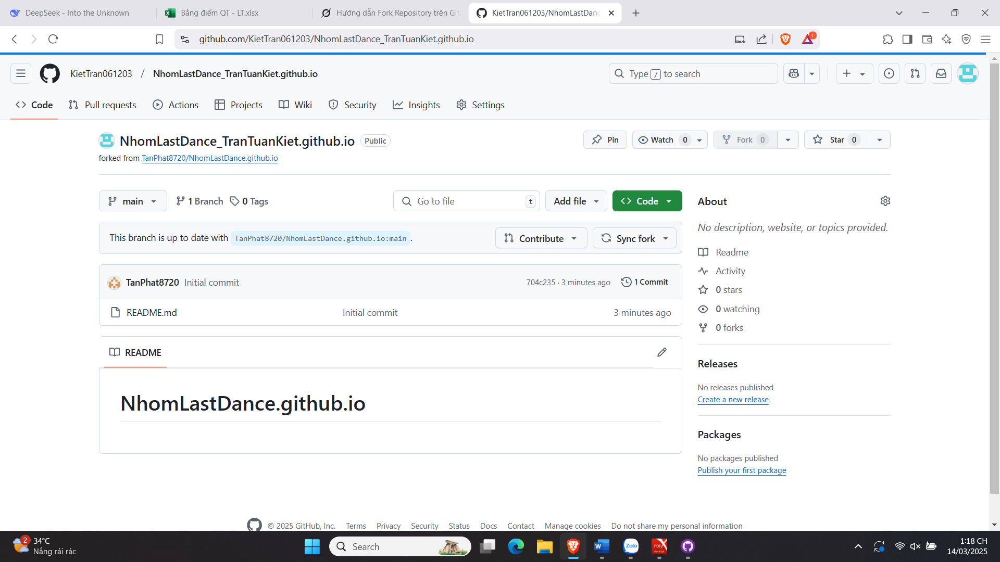 DeepSeek - Into the Unknown
Bảng điểm QT - LT.xlsx
Hướng dẫn Fork Repository trên Git
KietTran061203/NhomLastDanc
github.com/KietTran061203/NhomLastDance_TranTuanKiet.github.io
1
KietTran061203 / NhomLastDance_TranTuanKiet.github.io
Type / to search
Code
Pull requests
Actions
Projects
Wiki
Security
Insights
Settings
NhomLastDance_TranTuanKiet.github.io Public
Pin
Watch 0
Fork 0
Star 0
forked from TanPhat8720/NhomLastDance.github.io
main
1 Branch
0 Tags
Go to file t
Add file
Code
This branch is up to date with TanPhat8720/NhomLastDance.github.io:main .
Contribute
Sync fork
TanPhat8720 Initial commit
704c235 · 3 minutes ago
1 Commit
README.md
Initial commit
3 minutes ago
README
NhomLastDance.github.io
About
No description, website, or topics provided.
Readme
Activity
0 stars
0 watching
0 forks
Releases
No releases published
Create a new release
Packages
No packages published
Publish your first package
© 2025 GitHub, Inc.
Terms
Privacy
Security
Status
Docs
Contact
Manage cookies
Do not share my personal information
2
34°C
Nắng rải rác
Search
W
Zalo
PDF
View & Edit
1:18 CH
14/03/2025